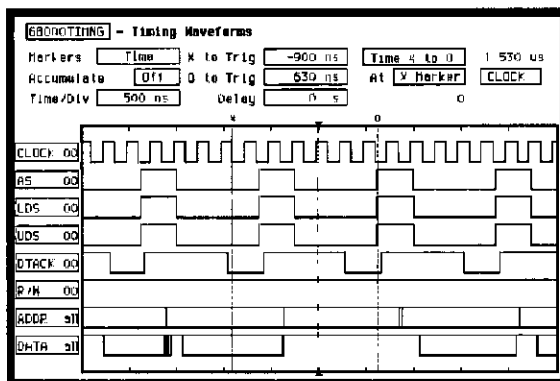 68000TIMNG - Timing Waveforms
Markers Time X to Trig -900 ns Time X to O 1.530 us
Accumulate Off O to Trig 630 ns At X Marker CLOCK
Time/Div 500 ns Delay 0 s 0
x O
CLOCK 00
AS 00
LDS 00
UDS 00
DTACK 00
R/W 00
ADDR all
DATA all